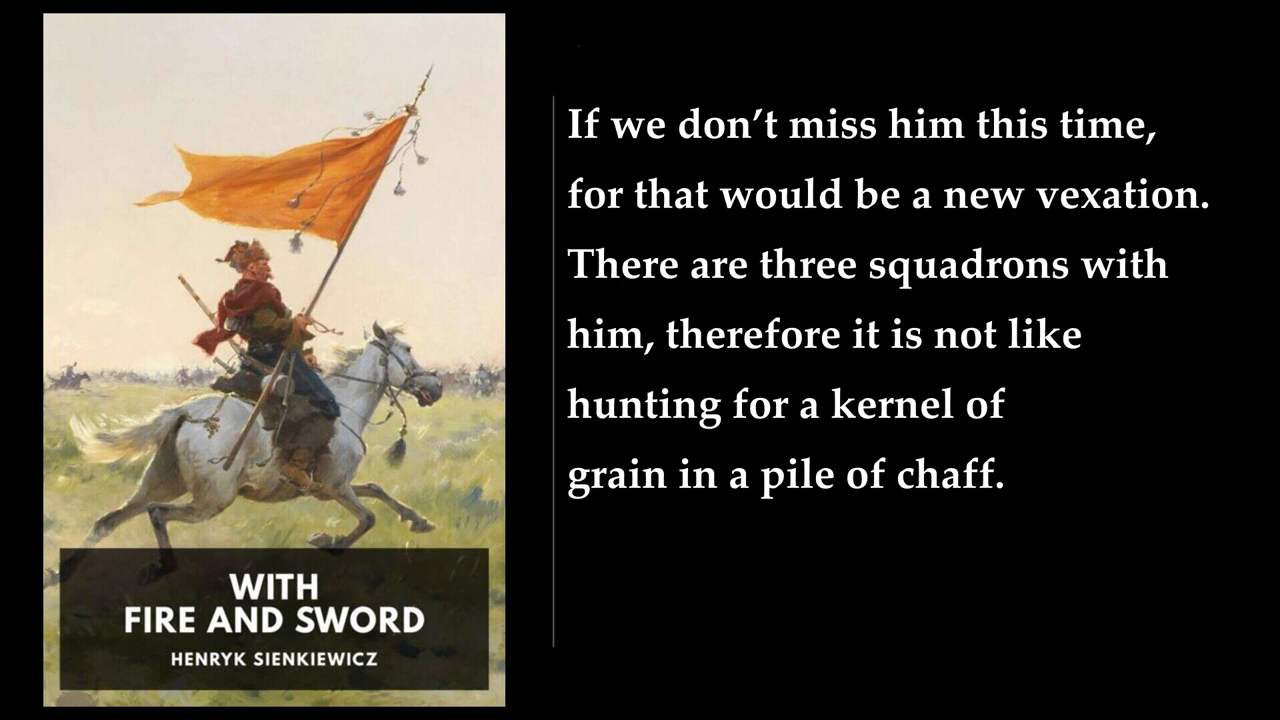 WITH
FIRE AND SWORD
HENRYK SIENKIEWICZ
If we don’t miss him this time,
for that would be a new vexation.
There are three squadrons with
him, therefore it is not like
hunting for a kernel of
grain in a pile of chaff.